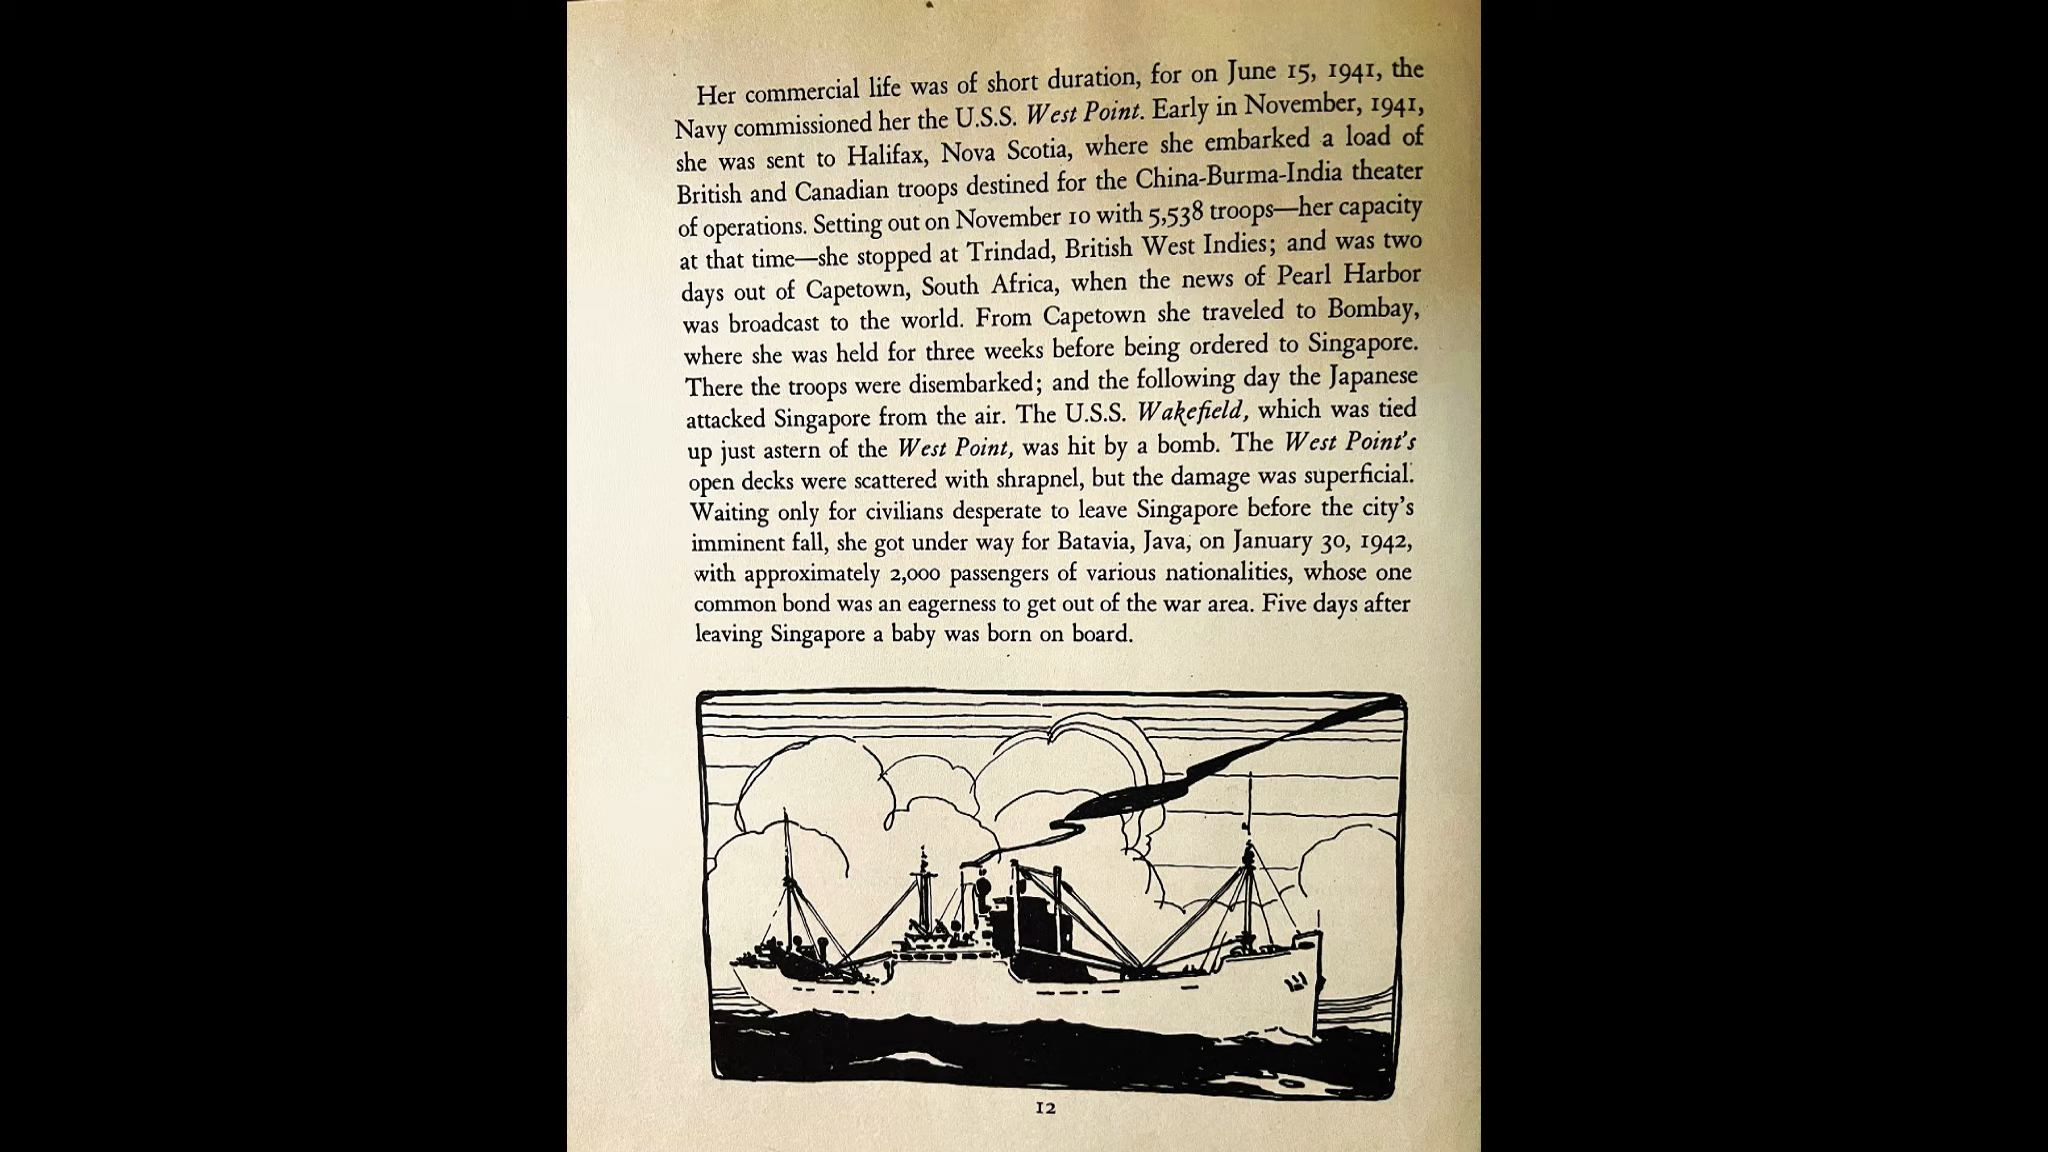 Her commercial life was of short duration, for on June 15, 1941, the
Navy commissioned her the U.S.S. West Point. Early in November, 1941,
she was sent to Halifax, Nova Scotia, where she embarked a load of
British and Canadian troops destined for the China-Burma-India theater
of operations. Setting out on November 10 with 5,538 troops—her capacity
at that time—she stopped at Trindad, British West Indies; and was two
days out of Capetown, South Africa, when the news of Pearl Harbor
was broadcast to the world. From Capetown she traveled to Bombay,
where she was held for three weeks before being ordered to Singapore.
There the troops were disembarked; and the following day the Japanese
attacked Singapore from the air. The U.S.S. Wakefield, which was tied
up just astern of the West Point, was hit by a bomb. The West Point's
open decks were scattered with shrapnel, but the damage was superficial.
Waiting only for civilians desperate to leave Singapore before the city's
imminent fall, she got under way for Batavia, Java, on January 30, 1942,
with approximately 2,000 passengers of various nationalities, whose one
common bond was an eagerness to get out of the war area. Five days after
leaving Singapore a baby was born on board.
12